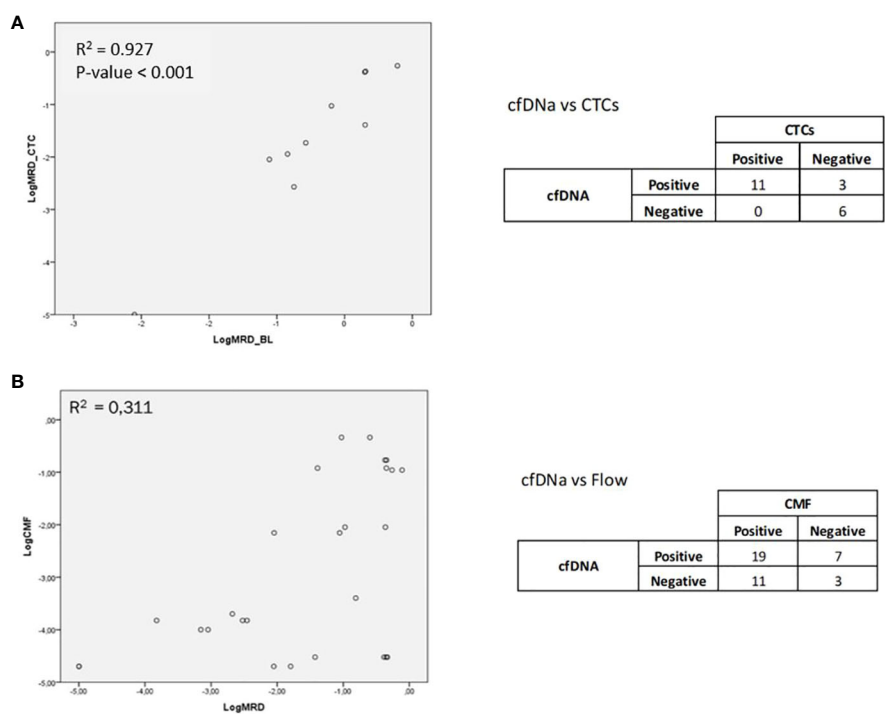 A
R² = 0.927
P-value < 0.001
LogMRD_CTC
0
-1
-2
-3
-4
-5
-3
-2
-2
-1
-1
0
0
LogMRD_BL
cfDNa vs CTCs
CTCs
Positive Negative
cfDNA Positive 11 3
Negative 0 6
B
R² = 0,311
LogCMF
,00
-1,00
-2,00
-3,00
-4,00
-5,00
-5,00 -4,00 -3,00 -2,00 -1,00 ,00
LogMRD
cfDNa vs Flow
CMF
Positive Negative
cfDNA Positive 19 7
Negative 11 3